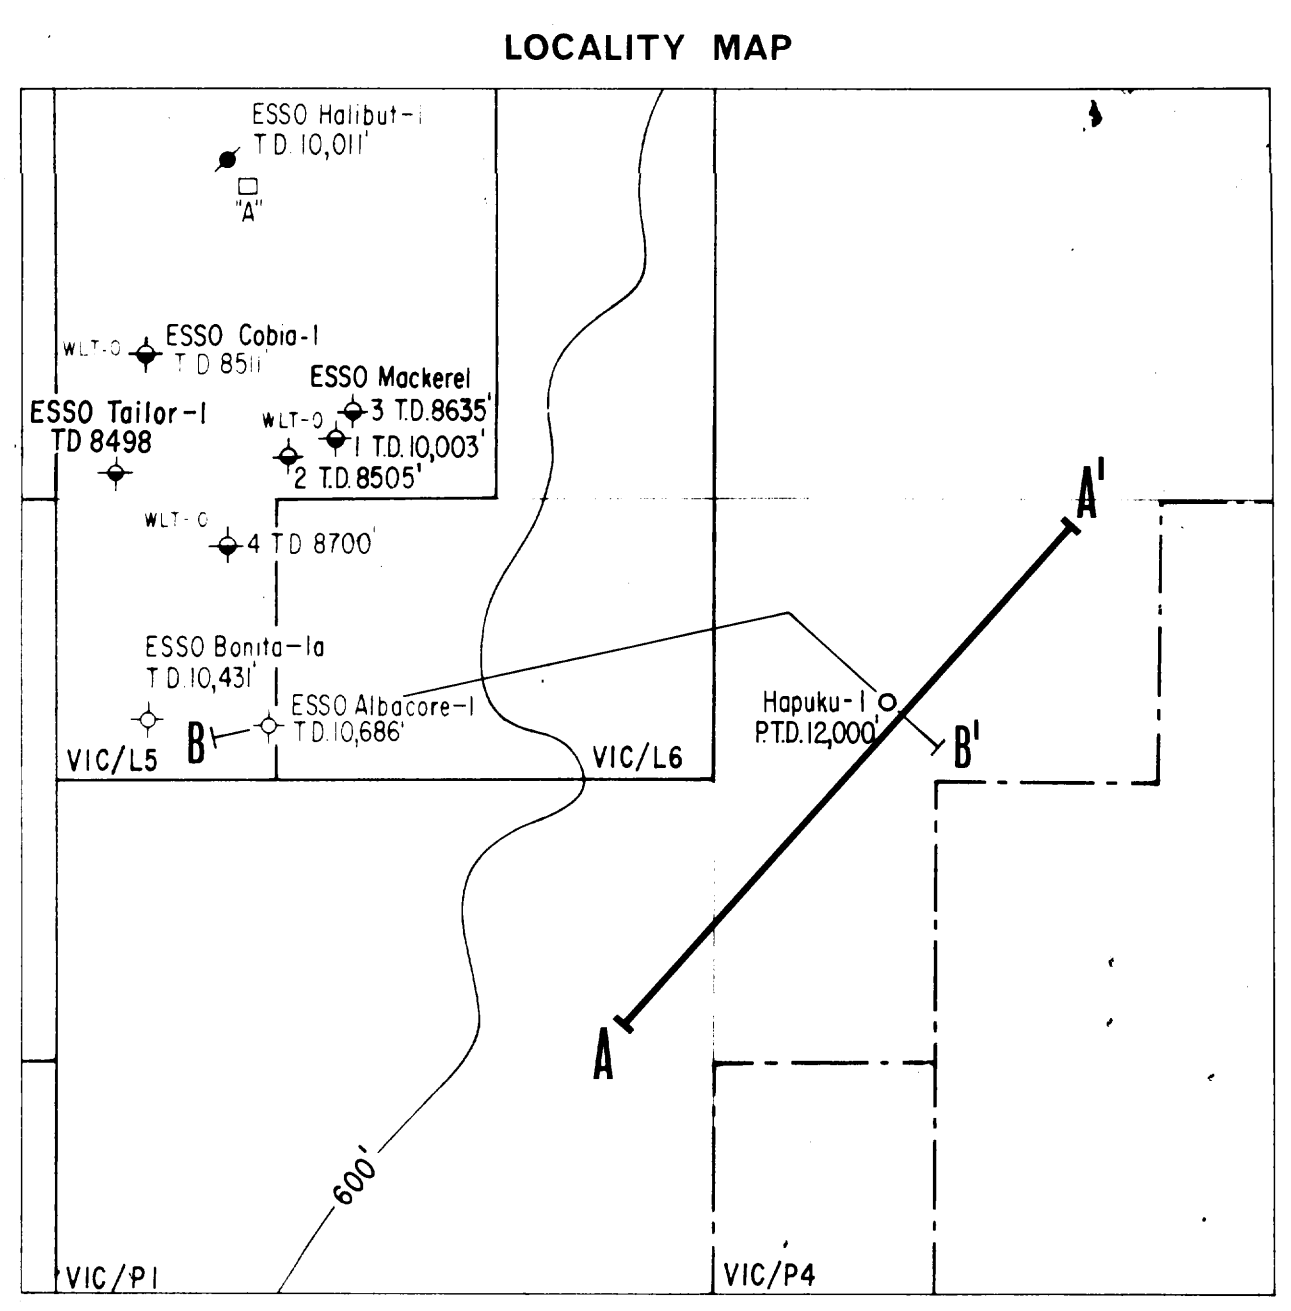 LOCALITY MAP
ESSO Halibut-1
T.D. 10,011'
"A"
ESSO Cobia-1
WLT-O
T D 8511'
ESSO Mackerel
ESSO Tailor-1
TD 8498
WLT-O
3 T.D.8635'
1 T.D.10,003'
2 T.D.8505'
WLT-O
4 TD 8700'
A'
ESSO Bonita-1a
T.D.10,431'
ESSO Albacore-1
T.D.10,686'
B
Hapuku-1
P.T.D.12,000'
B'
VIC/L5
VIC/L6
A
600'
VIC/P1
VIC/P4